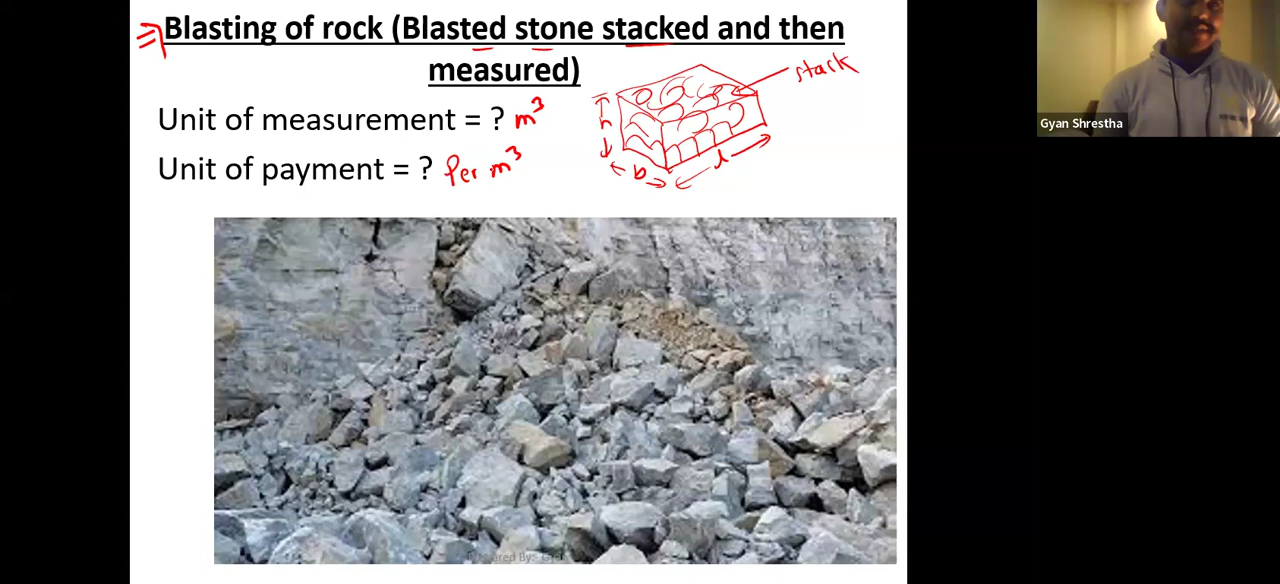 ⇒Blasting of rock (Blasted stone stacked and then
measured)
stack
Unit of measurement = ? m³
h
Unit of payment = ? Per m³
b
l
Gyan Shrestha